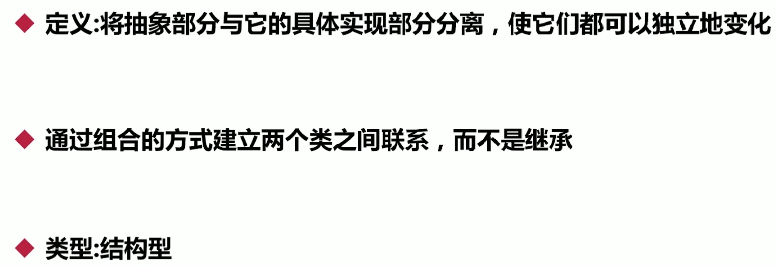 定义:将抽象部分与它的具体实现部分分离，使它们都可以独立地变化
通过组合的方式建立两个类之间联系，而不是继承
类型:结构型